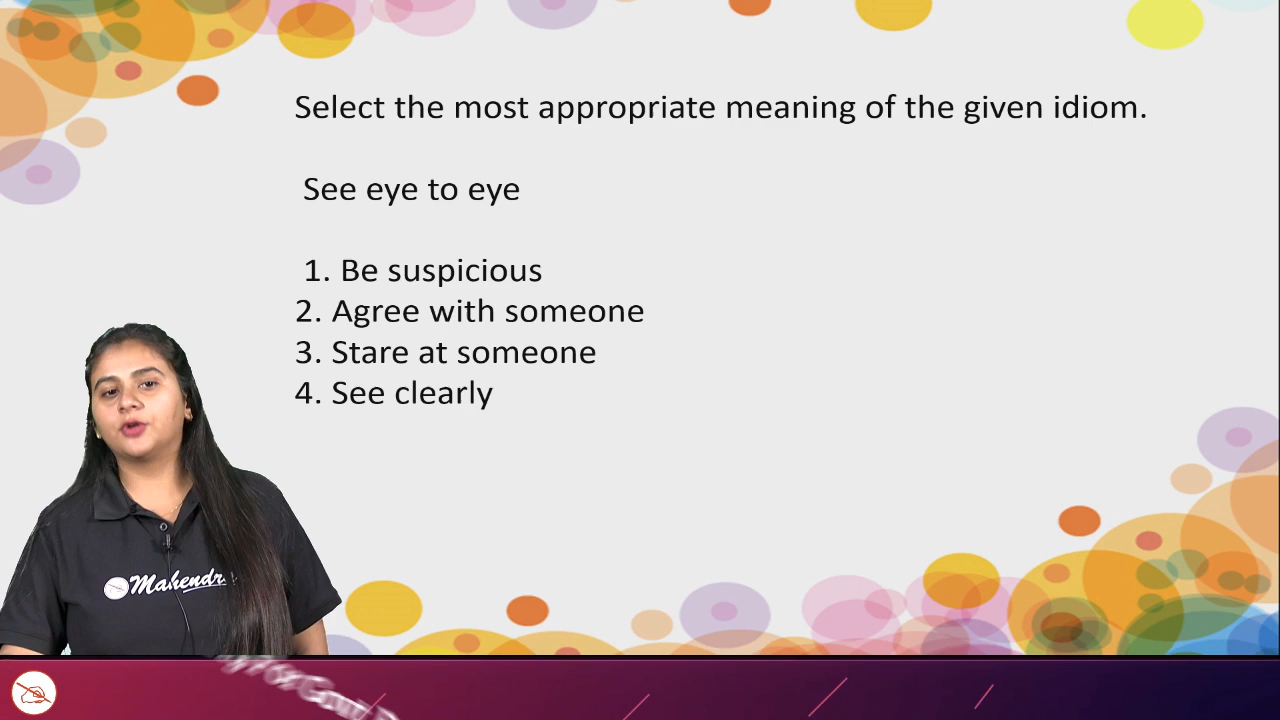 Select the most appropriate meaning of the given idiom.
See eye to eye
1. Be suspicious
2. Agree with someone
3. Stare at someone
4. See clearly